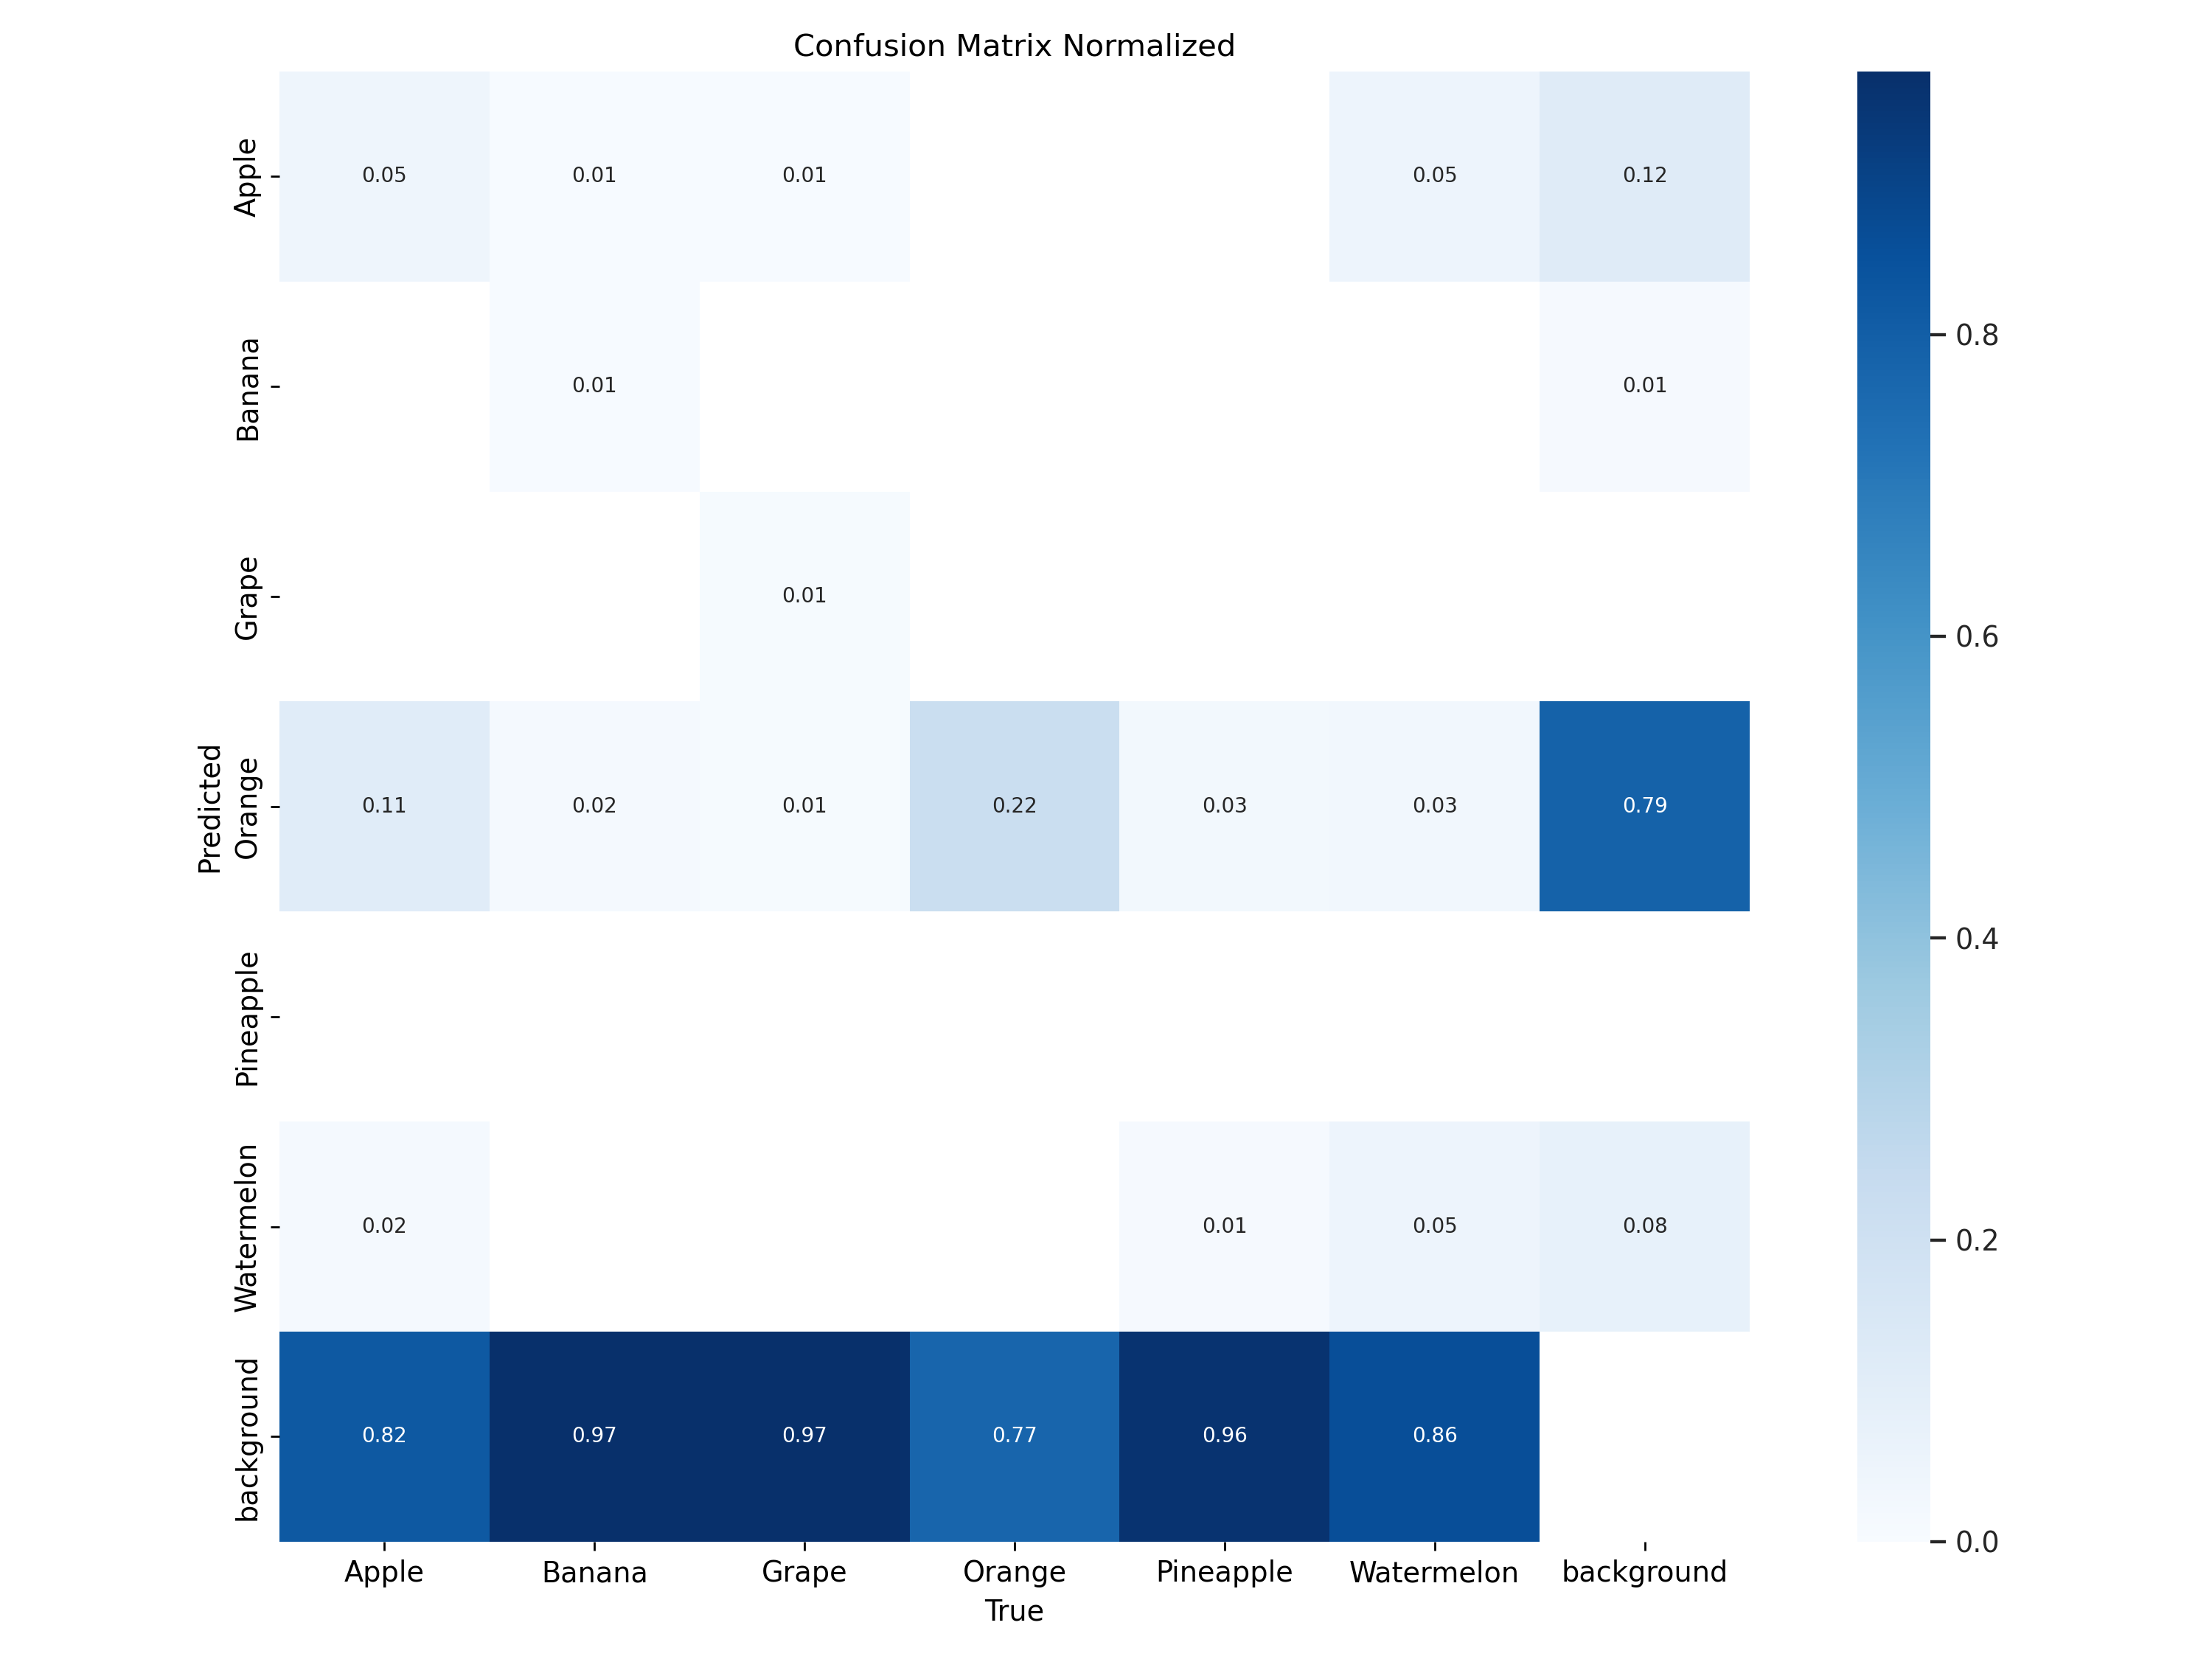 Confusion Matrix Normalized
Apple
0.05 0.01 0.01 0.05 0.12
Banana
0.01 0.01
Grape
0.01
Predicted
Orange
0.11 0.02 0.01 0.22 0.03 0.03 0.79
Pineapple
Watermelon
0.02 0.01 0.05 0.08
background
0.82 0.97 0.97 0.77 0.96 0.86
Apple Banana Grape Orange Pineapple Watermelon background
True
0.8
0.6
0.4
0.2
0.0